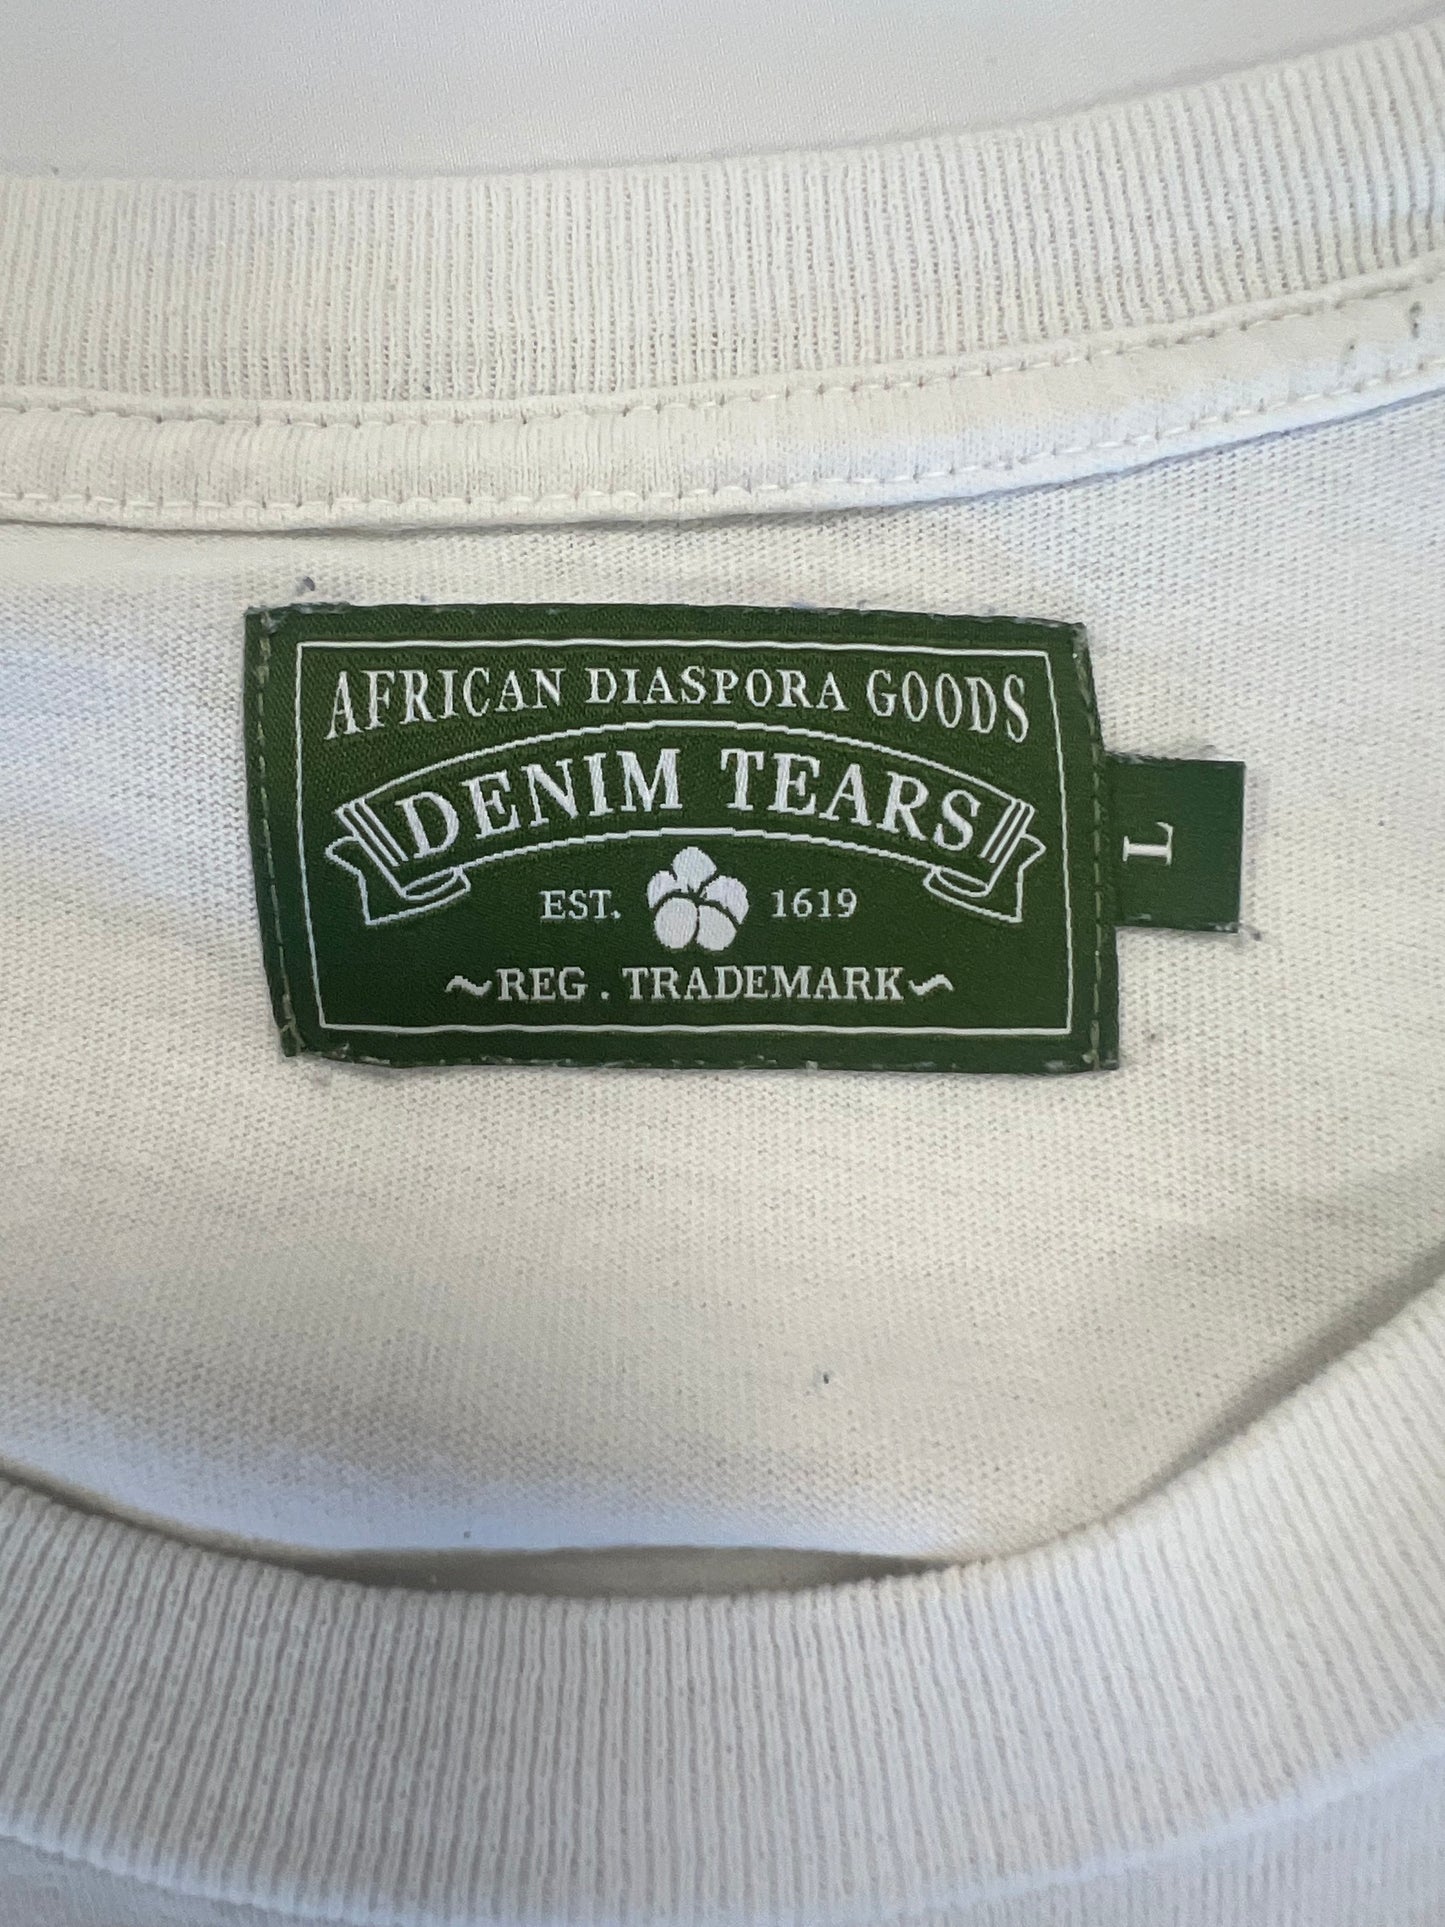 AFRICAN DIASPORA GOODS
DENIM TEARS
EST. 1619
~REG. TRADEMARK~
L